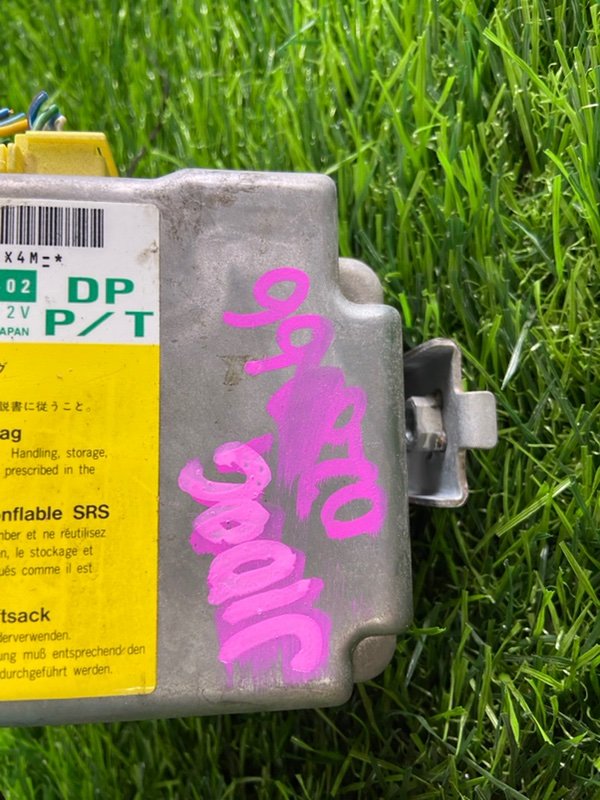 X4M=*
02 DP
2V
APAN P/T
グ
説書に従うこと。
ag
Handling, storage,
prescribed in the
nflable SRS
mber et ne réutilisez
on, le stockage et
ués comme il est
tsack
derverwenden.
ung muß entsprechend den
durchgeführt werden.